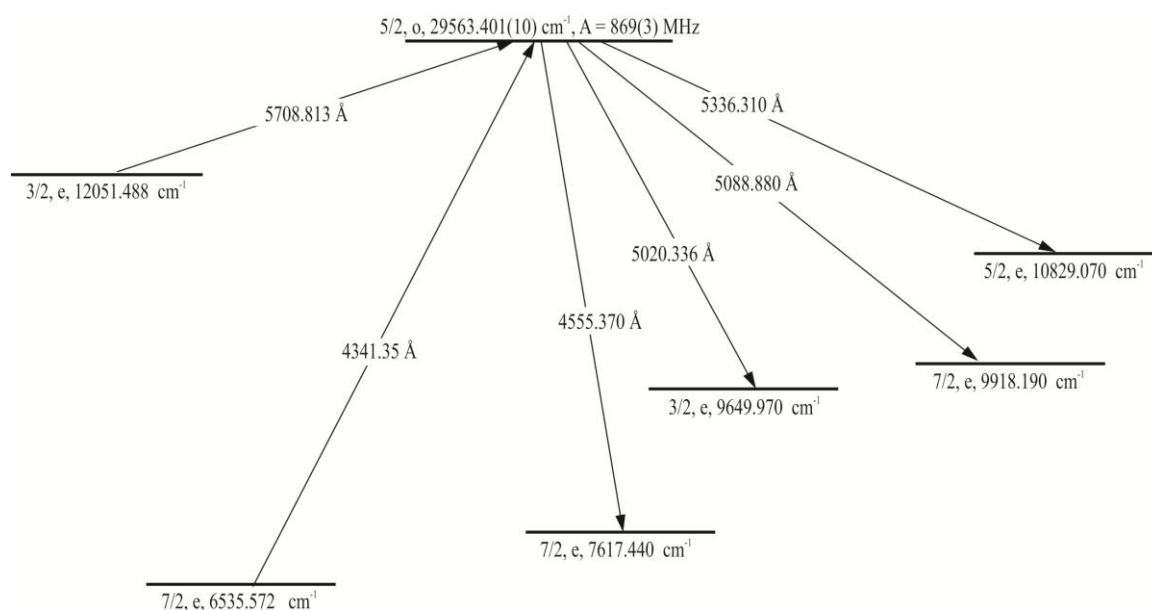 5/2, o, 29563.401(10) cm⁻¹, A = 869(3) MHz
5708.813 Å
5336.310 Å
3/2, e, 12051.488 cm⁻¹
5088.880 Å
5020.336 Å
5/2, e, 10829.070 cm⁻¹
4555.370 Å
4341.35 Å
7/2, e, 9918.190 cm⁻¹
3/2, e, 9649.970 cm⁻¹
7/2, e, 7617.440 cm⁻¹
7/2, e, 6535.572 cm⁻¹